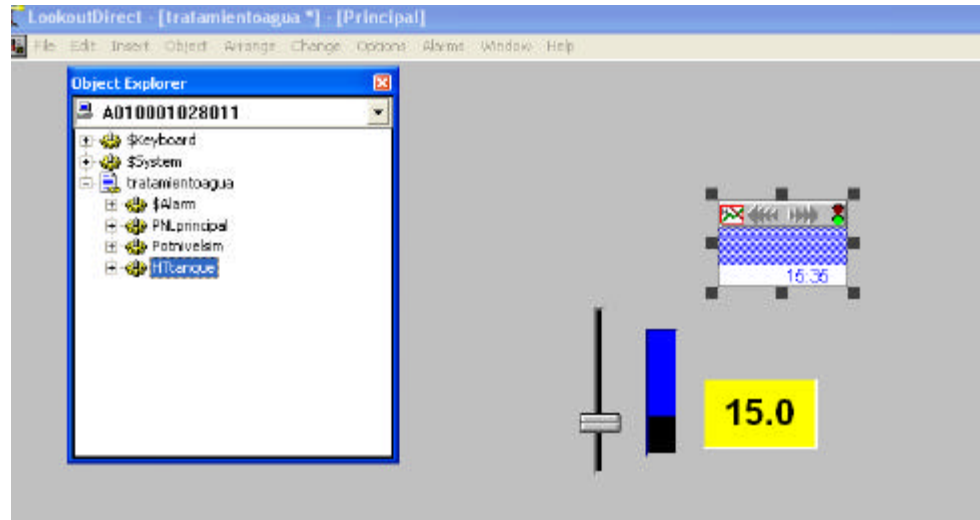 LookoutDirect - [tratamientoagua *] - [Principal]
File Edit Insert Object Arrange Change Options Alarms Window Help
Object Explorer
A010001028011
$Keyboard
$System
tratamientoagua
$Alarm
PNLprincipal
Potnivelsim
HTtanque
15:35
15.0